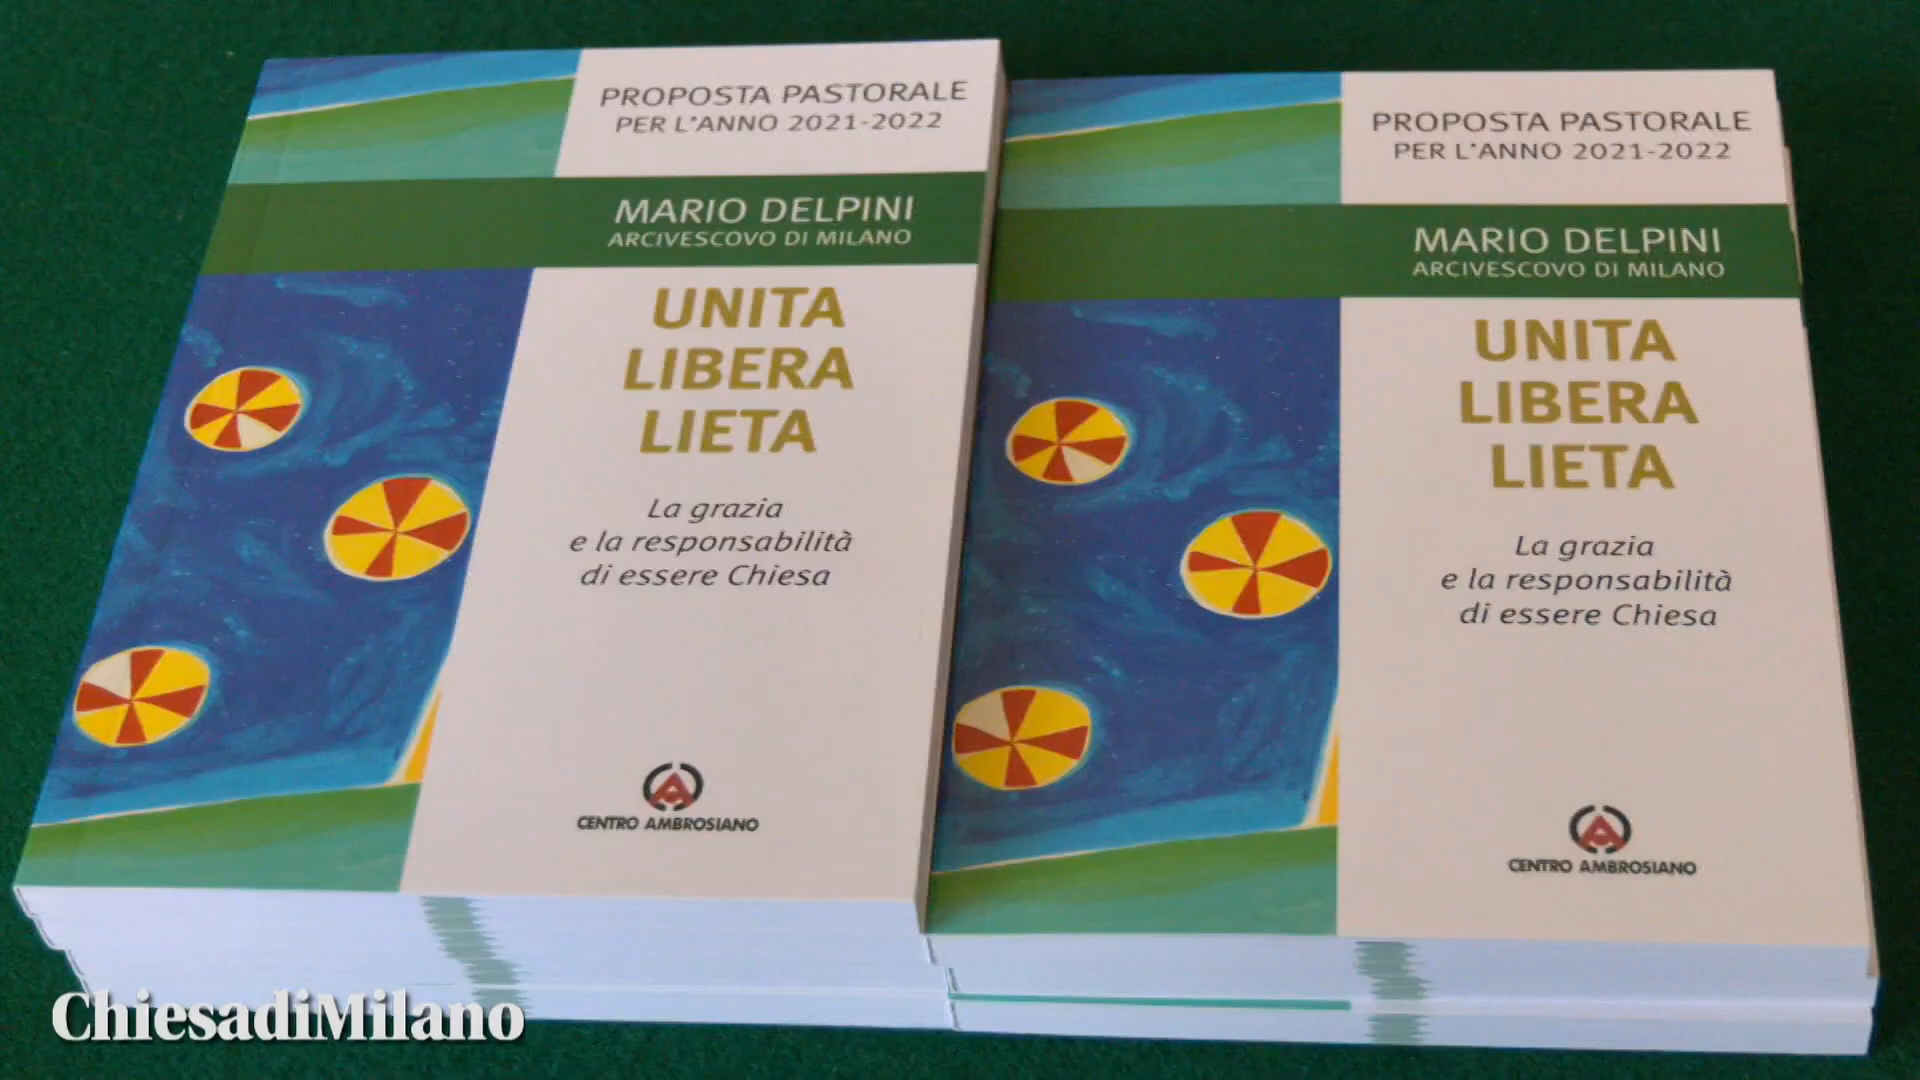 PROPOSTA PASTORALE
PER L'ANNO 2021-2022
MARIO DELPINI
ARCIVESCOVO DI MILANO
UNITA
LIBERA
LIETA
La grazia
e la responsabilità
di essere Chiesa
CENTRO AMBROSIANO
PROPOSTA PASTORALE
PER L'ANNO 2021-2022
MARIO DELPINI
ARCIVESCOVO DI MILANO
UNITA
LIBERA
LIETA
La grazia
e la responsabilità
di essere Chiesa
CENTRO AMBROSIANO
ChiesadiMilano